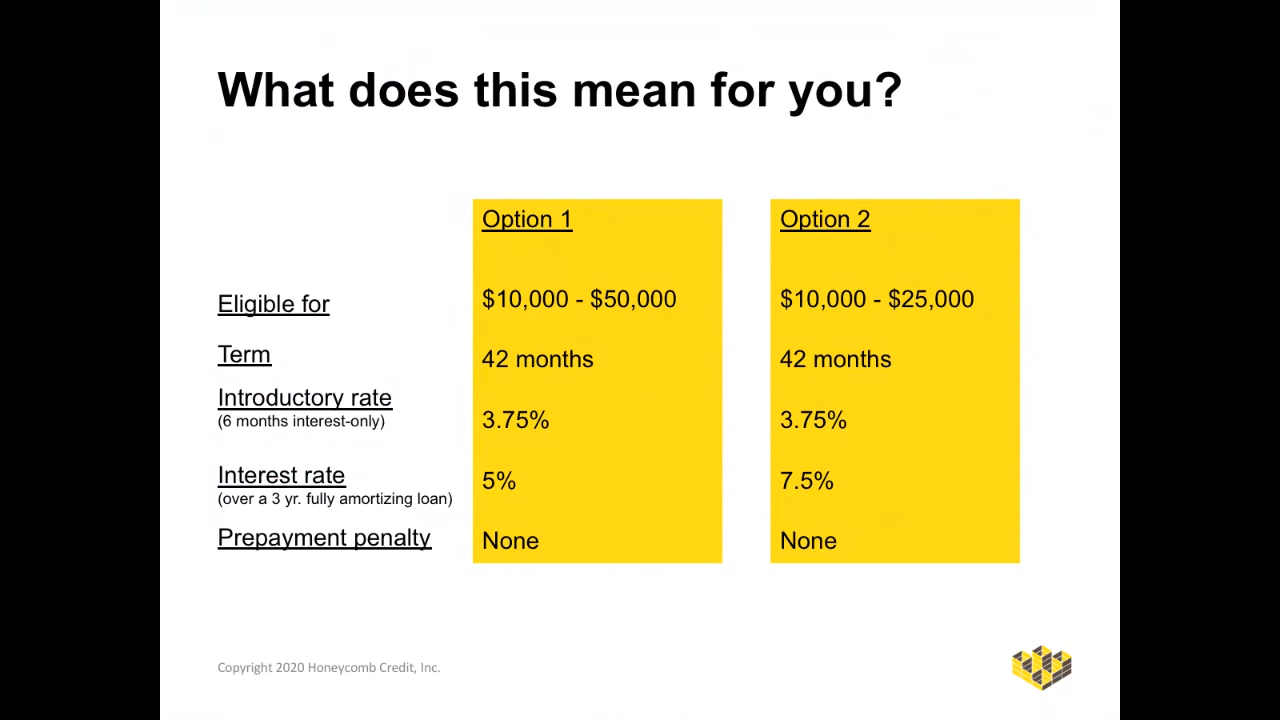 What does this mean for you?
Option 1
Option 2
Eligible for
$10,000 - $50,000
$10,000 - $25,000
Term
42 months
42 months
Introductory rate
(6 months interest-only)
3.75%
3.75%
Interest rate
(over a 3 yr. fully amortizing loan)
5%
7.5%
Prepayment penalty
None
None
Copyright 2020 Honeycomb Credit, Inc.